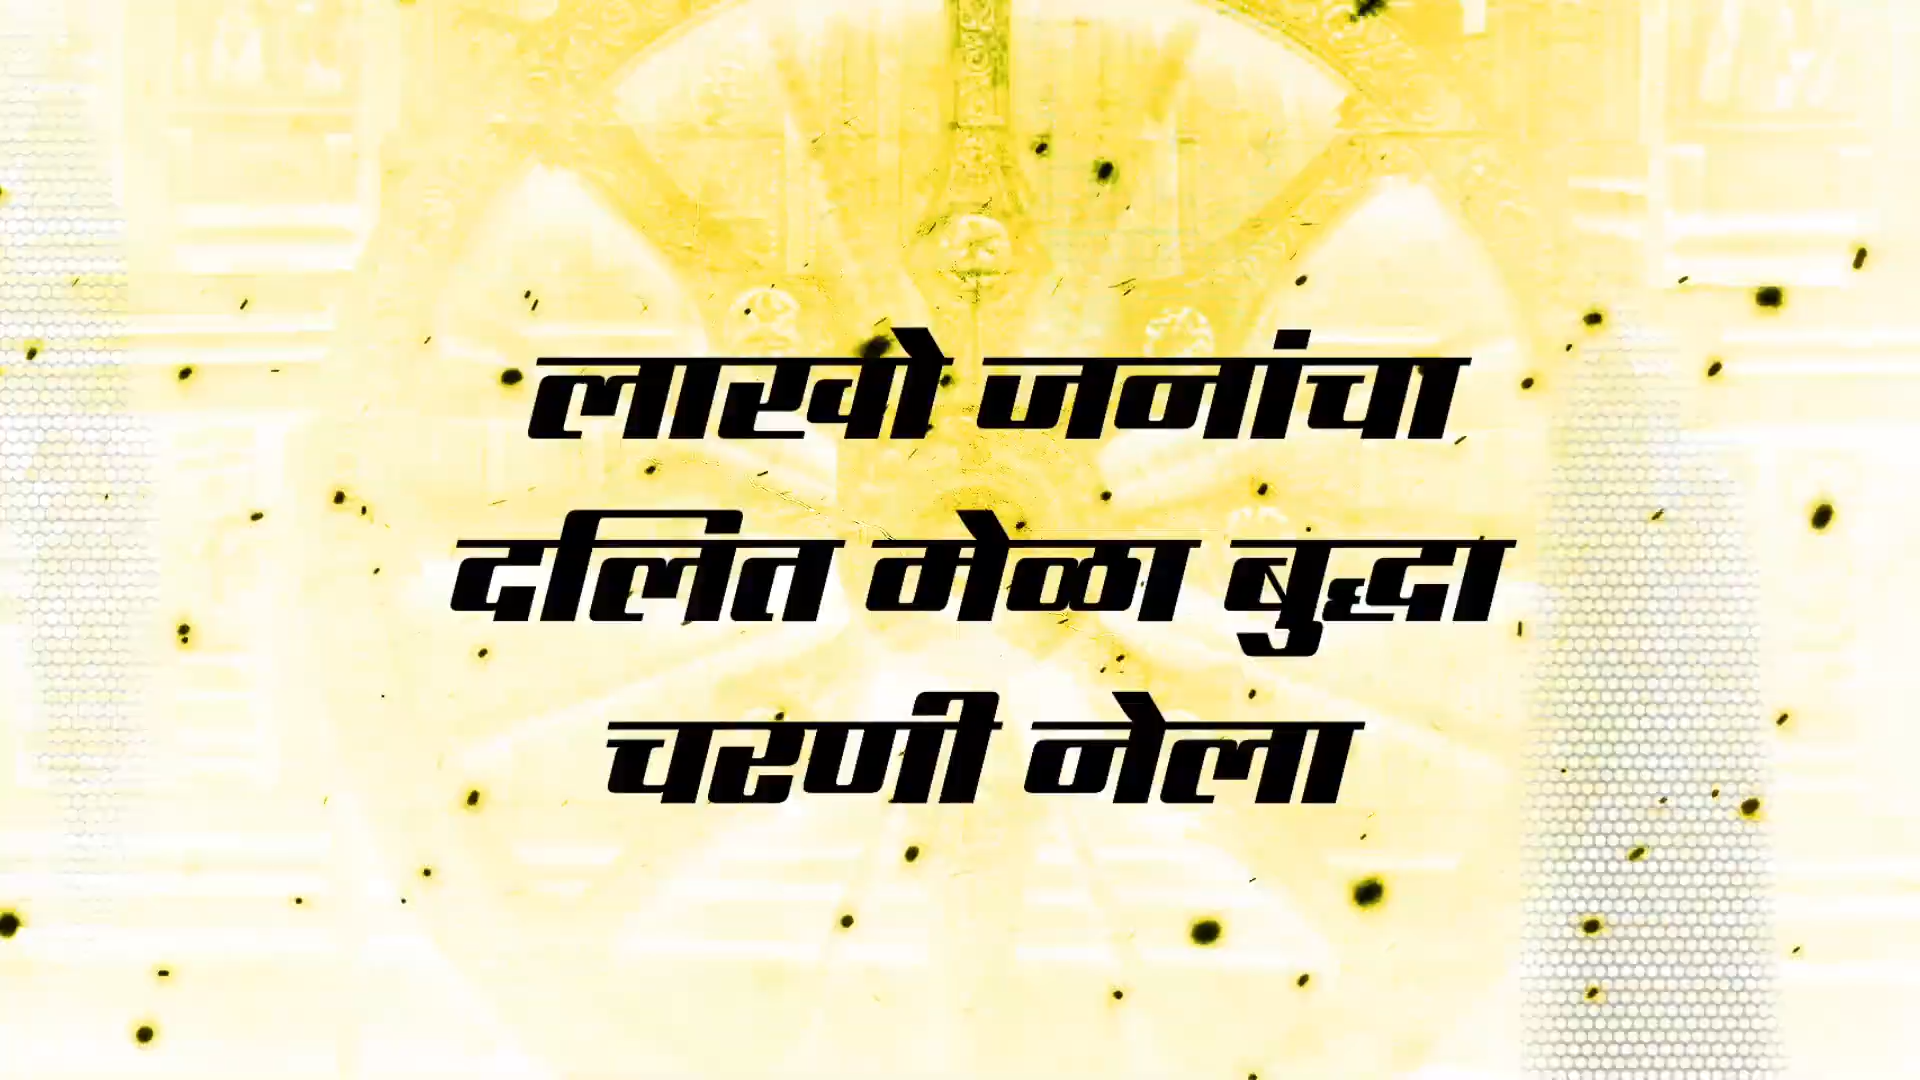 लाखो जनांचा
दलित मेळा बुद्धा
चरणी नेला